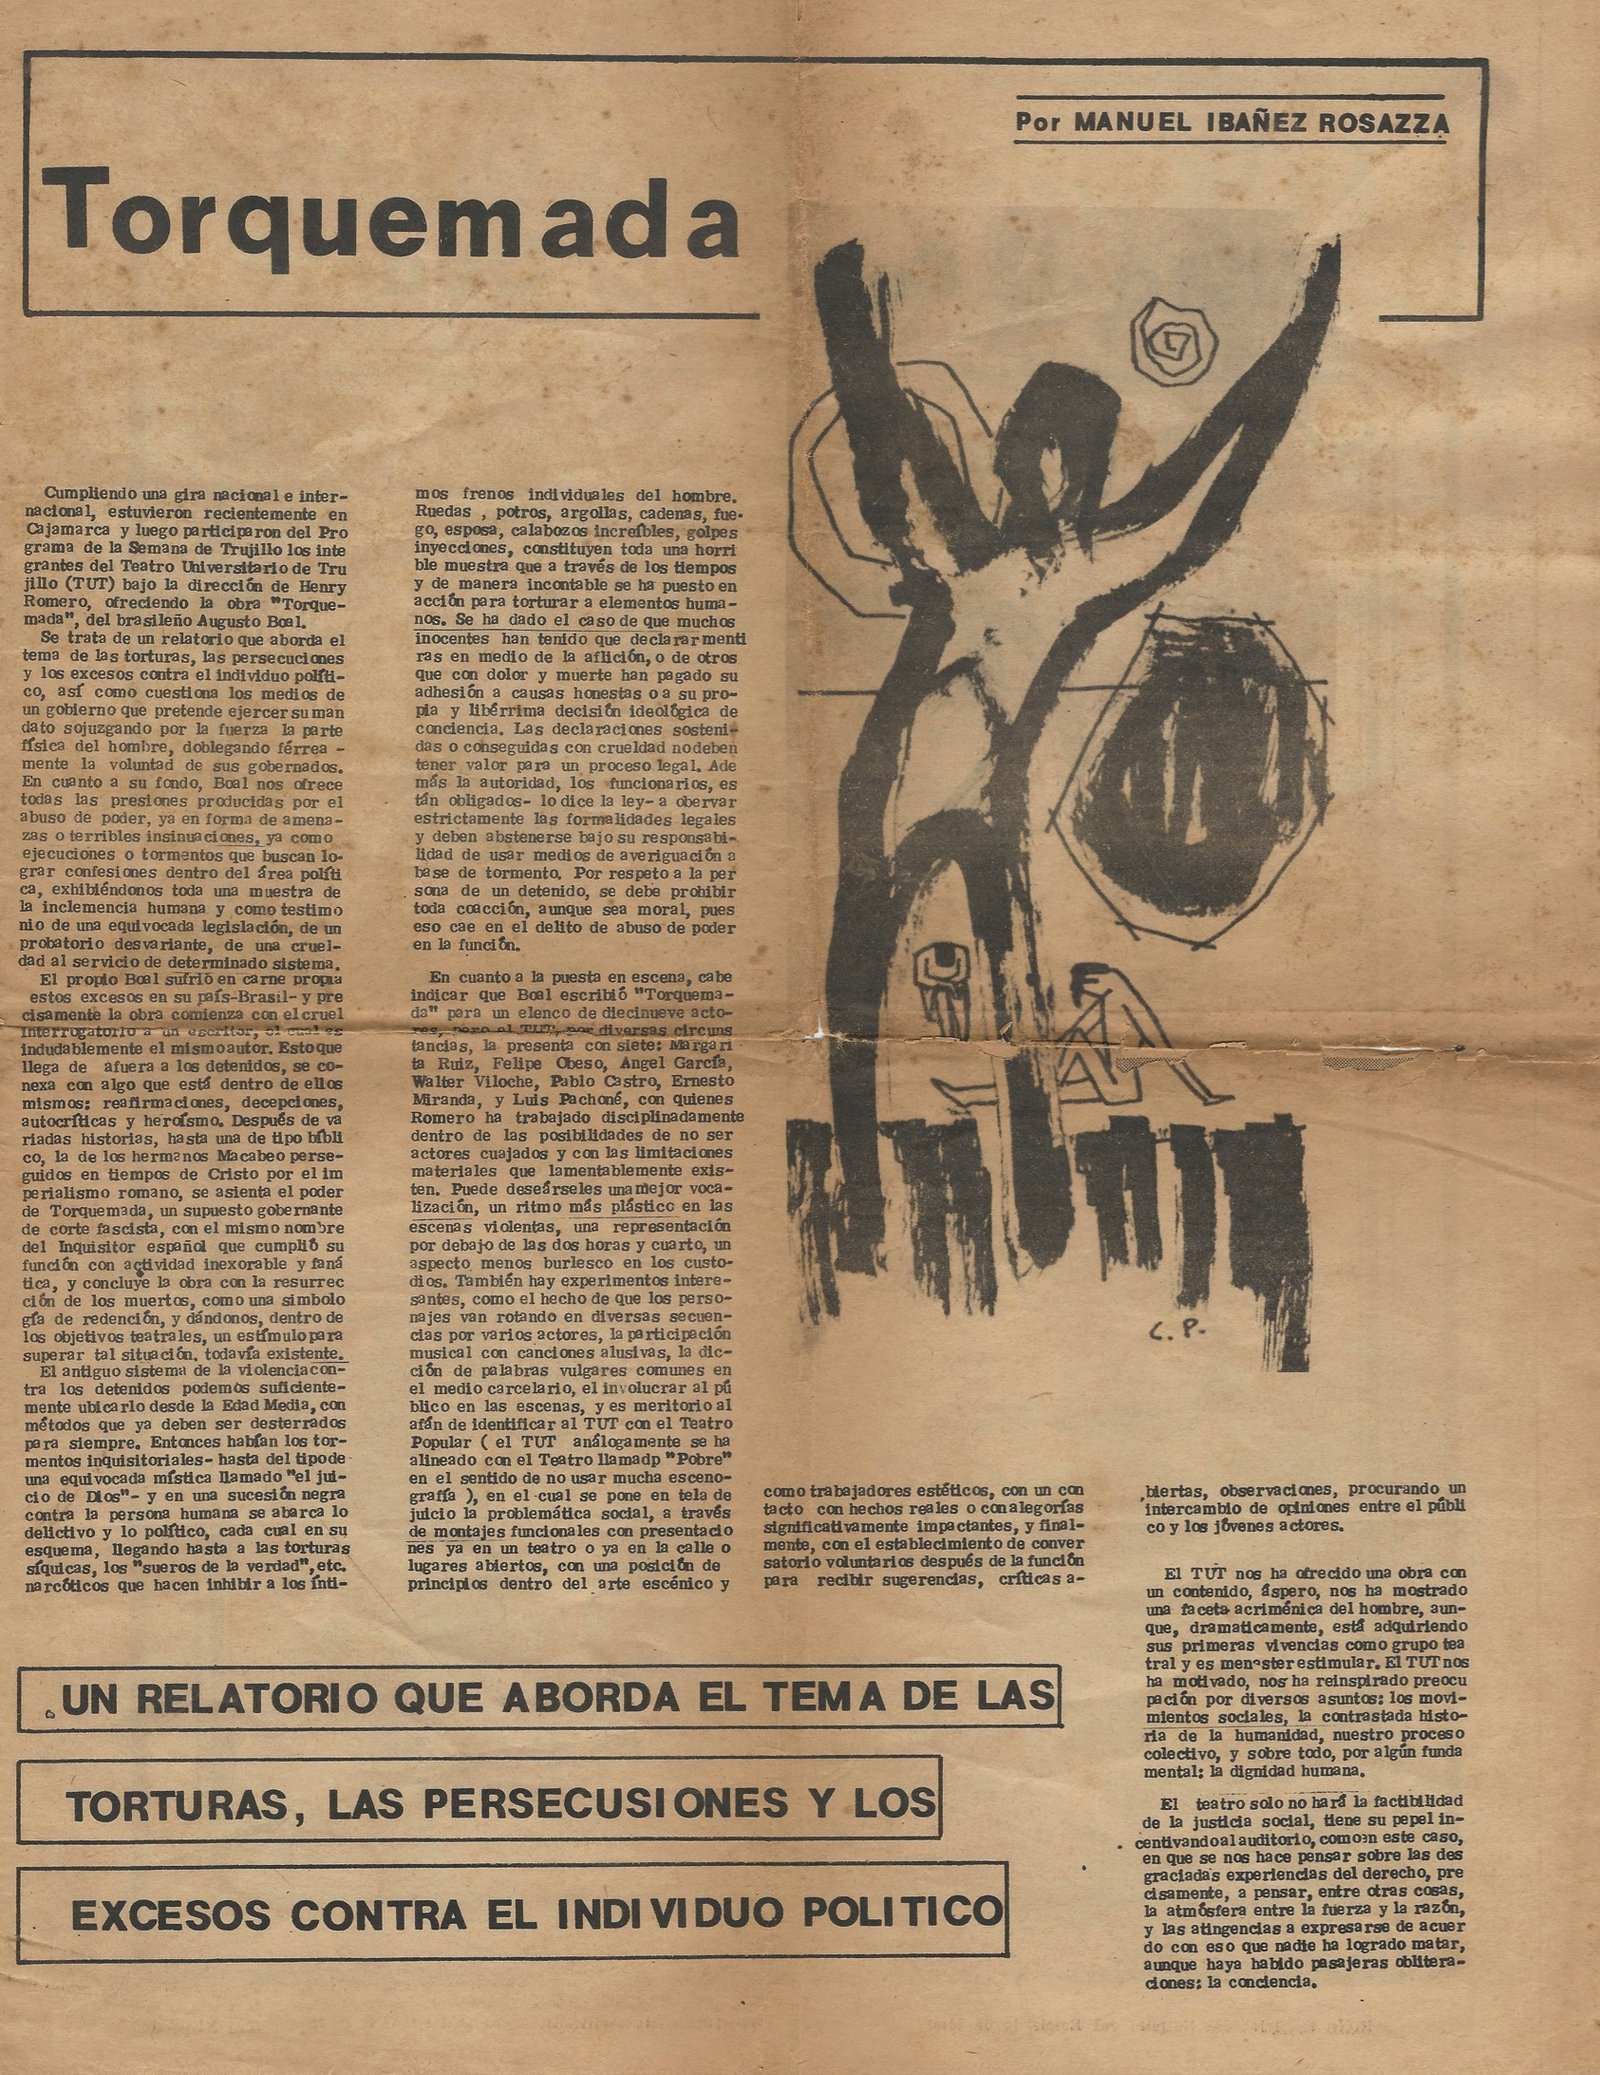 Por MANUEL IBAÑEZ ROSAZZA
Torquemada
Cumpliendo una gira nacional e inter-
nacional, estuvieron recientemente en
Cajamarca y luego participaron del Pro
grama de la Semana de Trujillo los inte
grantes del Teatro Universitario de Tru
jillo (TUT) bajo la dirección de Henry
Romero, ofreciendo la obra "Torque-
mada", del brasileño Augusto Boal.
Se trata de un relatorio que aborda el
tema de las torturas, las persecuciones
y los excesos contra el individuo políti-
co, así como cuestiona los medios de
un gobierno que pretende ejercer su man
dato sojuzgando por la fuerza la parte
física del hombre, doblegando férrea -
mente la voluntad de sus gobernados.
En cuanto a su fondo, Boal nos ofrece
todas las presiones producidas por el
abuso de poder, ya en forma de amena-
zas o terribles insinuaciones, ya como
ejecuciones o tormentos que buscan lo-
grar confesiones dentro del área políti
ca, exhibiéndonos toda una muestra de
la inclemencia humana y como testimo
nio de una equivocada legislación, de un
probatorio desvariante, de una cruel-
dad al servicio de determinado sistema.
El propio Boal sufrió en carne propia
estos excesos en su país-Brasil- y pre
cisamente la obra comienza con el cruel
interrogatorio a un escritor, el cual es
indudablemente el mismo autor. Esto que
llega de afuera a los detenidos, se co-
nexa con algo que está dentro de ellos
mismos: reafirmaciones, decepciones,
autocríticas y heroísmo. Después de va
riadas historias, hasta una de tipo bíbli
co, la de los hermanos Macabeo perse-
guidos en tiempos de Cristo por el im
perialismo romano, se asienta el poder
de Torquemada, un supuesto gobernante
de corte fascista, con el mismo nombre
del Inquisitor español que cumplió su
función con actividad inexorable y faná
tica, y concluye la obra con la resurrec
ción de los muertos, como una simbolo
gía de redención, y dándonos, dentro de
los objetivos teatrales, un estímulo para
superar tal situación. todavía existente.
El antiguo sistema de la violencia con-
tra los detenidos podemos suficiente-
mente ubicarlo desde la Edad Media, con
métodos que ya deben ser desterrados
para siempre. Entonces habían los tor-
mentos inquisitoriales- hasta del tipo de
una equivocada mística llamado "el jui-
cio de Dios"- y en una sucesión negra
contra la persona humana se abarca lo
delictivo y lo político, cada cual en su
esquema, llegando hasta a las torturas
síquicas, los "sueros de la verdad", etc.
narcóticos que hacen inhibir a los ínti-
mos frenos individuales del hombre.
Ruedas , potros, argollas, cadenas, fue-
go, esposa, calabozos increíbles, golpes
inyecciones, constituyen toda una horri
ble muestra que a través de los tiempos
y de manera incontable se ha puesto en
acción para torturar a elementos huma-
nos. Se ha dado el caso de que muchos
inocentes han tenido que declarar menti
ras en medio de la aflición, o de otros
que con dolor y muerte han pagado su
adhesión a causas honestas o a su pro-
pia y libérrima decisión ideológica de
conciencia. Las declaraciones sosteni-
das o conseguidas con crueldad no deben
tener valor para un proceso legal. Ade
más la autoridad, los funcionarios, es
tán obligados- lo dice la ley- a obervar
estrictamente las formalidades legales
y deben abstenerse bajo su responsabi-
lidad de usar medios de averiguación a
base de tormento. Por respeto a la per
sona de un detenido, se debe prohibir
toda coacción, aunque sea moral, pues
eso cae en el delito de abuso de poder
en la función.
En cuanto a la puesta en escena, cabe
indicar que Boal escribió "Torquema-
da" para un elenco de diecinueve acto-
res, pero el TUT, por diversas circuns
tancias, la presenta con siete: Margari
ta Ruiz, Felipe Obeso, Angel García,
Walter Viloche, Pablo Castro, Ernesto
Miranda, y Luis Pachoné, con quienes
Romero ha trabajado disciplinadamente
dentro de las posibilidades de no ser
actores cuajados y con las limitaciones
materiales que lamentablemente exis-
ten. Puede deseárseles una mejor voca-
lización, un ritmo más plástico en las
escenas violentas, una representación
por debajo de las dos horas y cuarto, un
aspecto menos burlesco en los custo-
dios. También hay experimentos intere-
santes, como el hecho de que los perso-
najes van rotando en diversas secuen-
cias por varios actores, la participación
musical con canciones alusivas, la dic-
ción de palabras vulgares comunes en
el medio carcelario, el involucrar al pú
blico en las escenas, y es meritorio al
afán de identificar al TUT con el Teatro
Popular ( el TUT análogamente se ha
alineado con el Teatro llamadp "Pobre"
en el sentido de no usar mucha esceno-
grafía ), en el cual se pone en tela de
juicio la problemática social, a través
de montajes funcionales con presentacio
nes ya en un teatro o ya en la calle o
lugares abiertos, con una posición de
principios dentro del arte escénico y
C. P.
como trabajadores estéticos, con un con
tacto con hechos reales o con alegorías
significativamente impactantes, y final-
mente, con el establecimiento de conver
satorio voluntarios después de la función
para recibir sugerencias, críticas a-
biertas, observaciones, procurando un
intercambio de opiniones entre el públi
co y los jóvenes actores.
El TUT nos ha ofrecido una obra con
un contenido, áspero, nos ha mostrado
una faceta acriménica del hombre, aun-
que, dramaticamente, está adquiriendo
sus primeras vivencias como grupo tea
tral y es menester estimular. El TUT nos
ha motivado, nos ha reinspirado preocu
pación por diversos asuntos: los movi-
mientos sociales, la contrastada histo-
ria de la humanidad, nuestro proceso
colectivo, y sobre todo, por algún funda
mental: la dignidad humana.
El teatro solo no hará la factibilidad
de la justicia social, tiene su pepel in-
centivando al auditorio, como en este caso,
en que se nos hace pensar sobre las des
graciadas experiencias del derecho, pre
cisamente, a pensar, entre otras cosas,
la atmósfera entre la fuerza y la razón,
y las atingencias a expresarse de acuer
do con eso que nadie ha logrado matar,
aunque haya habido pasajeras oblitera-
ciones: la conciencia.
UN RELATORIO QUE ABORDA EL TEMA DE LAS
TORTURAS, LAS PERSECUSIONES Y LOS
EXCESOS CONTRA EL INDIVIDUO POLITICO